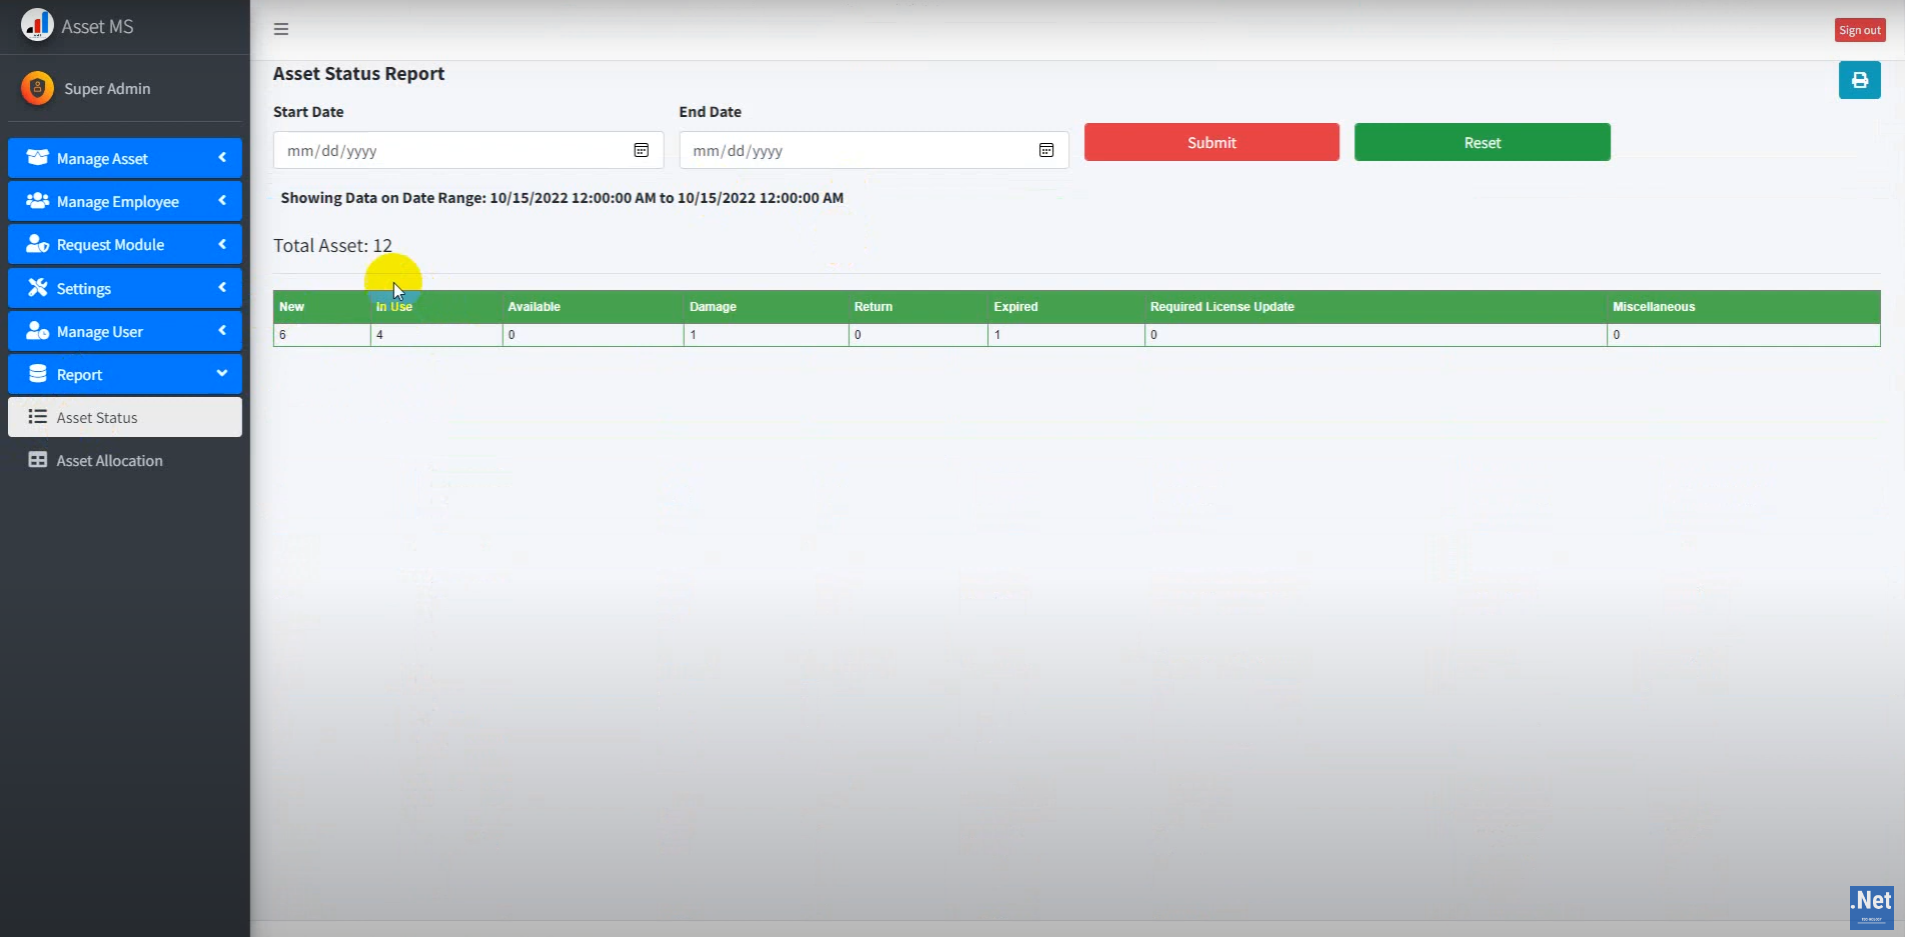 Asset MS
Super Admin
Manage Asset
Manage Employee
Request Module
Settings
Manage User
Report
Asset Status
Asset Allocation
Sign out
Asset Status Report
Start Date End Date
mm/dd/yyyy mm/dd/yyyy Submit Reset
Showing Data on Date Range: 10/15/2022 12:00:00 AM to 10/15/2022 12:00:00 AM
Total Asset: 12
New In Use Available Damage Return Expired Required License Update Miscellaneous
6 4 0 1 0 1 0 0
.Net